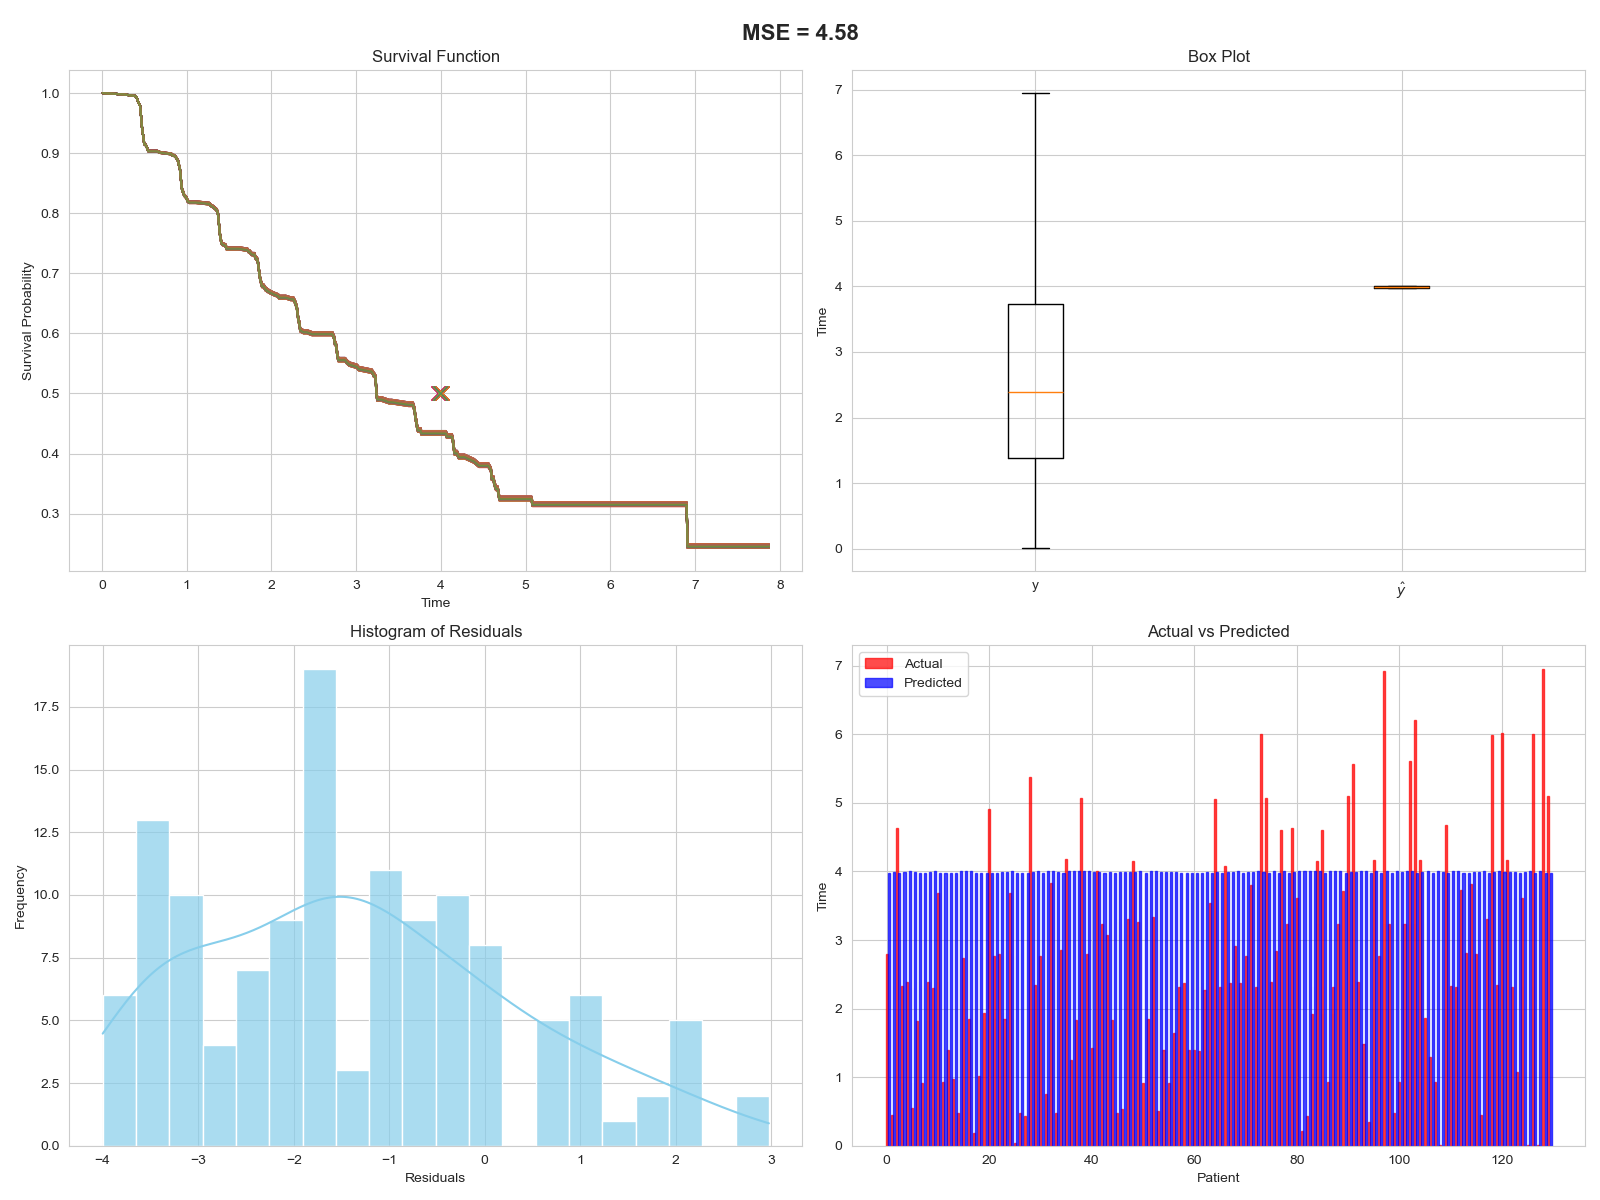 MSE = 4.58
Survival Function
1.0
0.9
0.8
0.7
0.6
0.5
0.4
0.3
Survival Probability
0 1 2 3 4 5 6 7 8
Time
Box Plot
7
6
5
4
3
2
1
0
Time
y ŷ
Histogram of Residuals
17.5
15.0
12.5
10.0
7.5
5.0
2.5
0.0
Frequency
−4 −3 −2 −1 0 1 2 3
Residuals
Actual vs Predicted
Actual
Predicted
7
6
5
4
3
2
1
0
Time
0 20 40 60 80 100 120
Patient